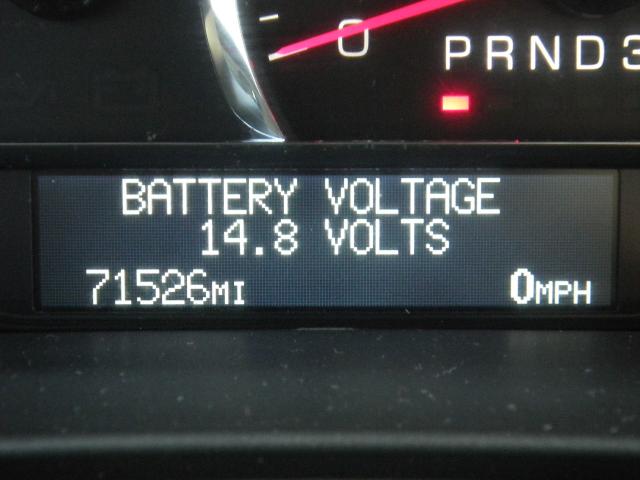 0
PRND3
BATTERY VOLTAGE
14.8 VOLTS
71526MI 0MPH